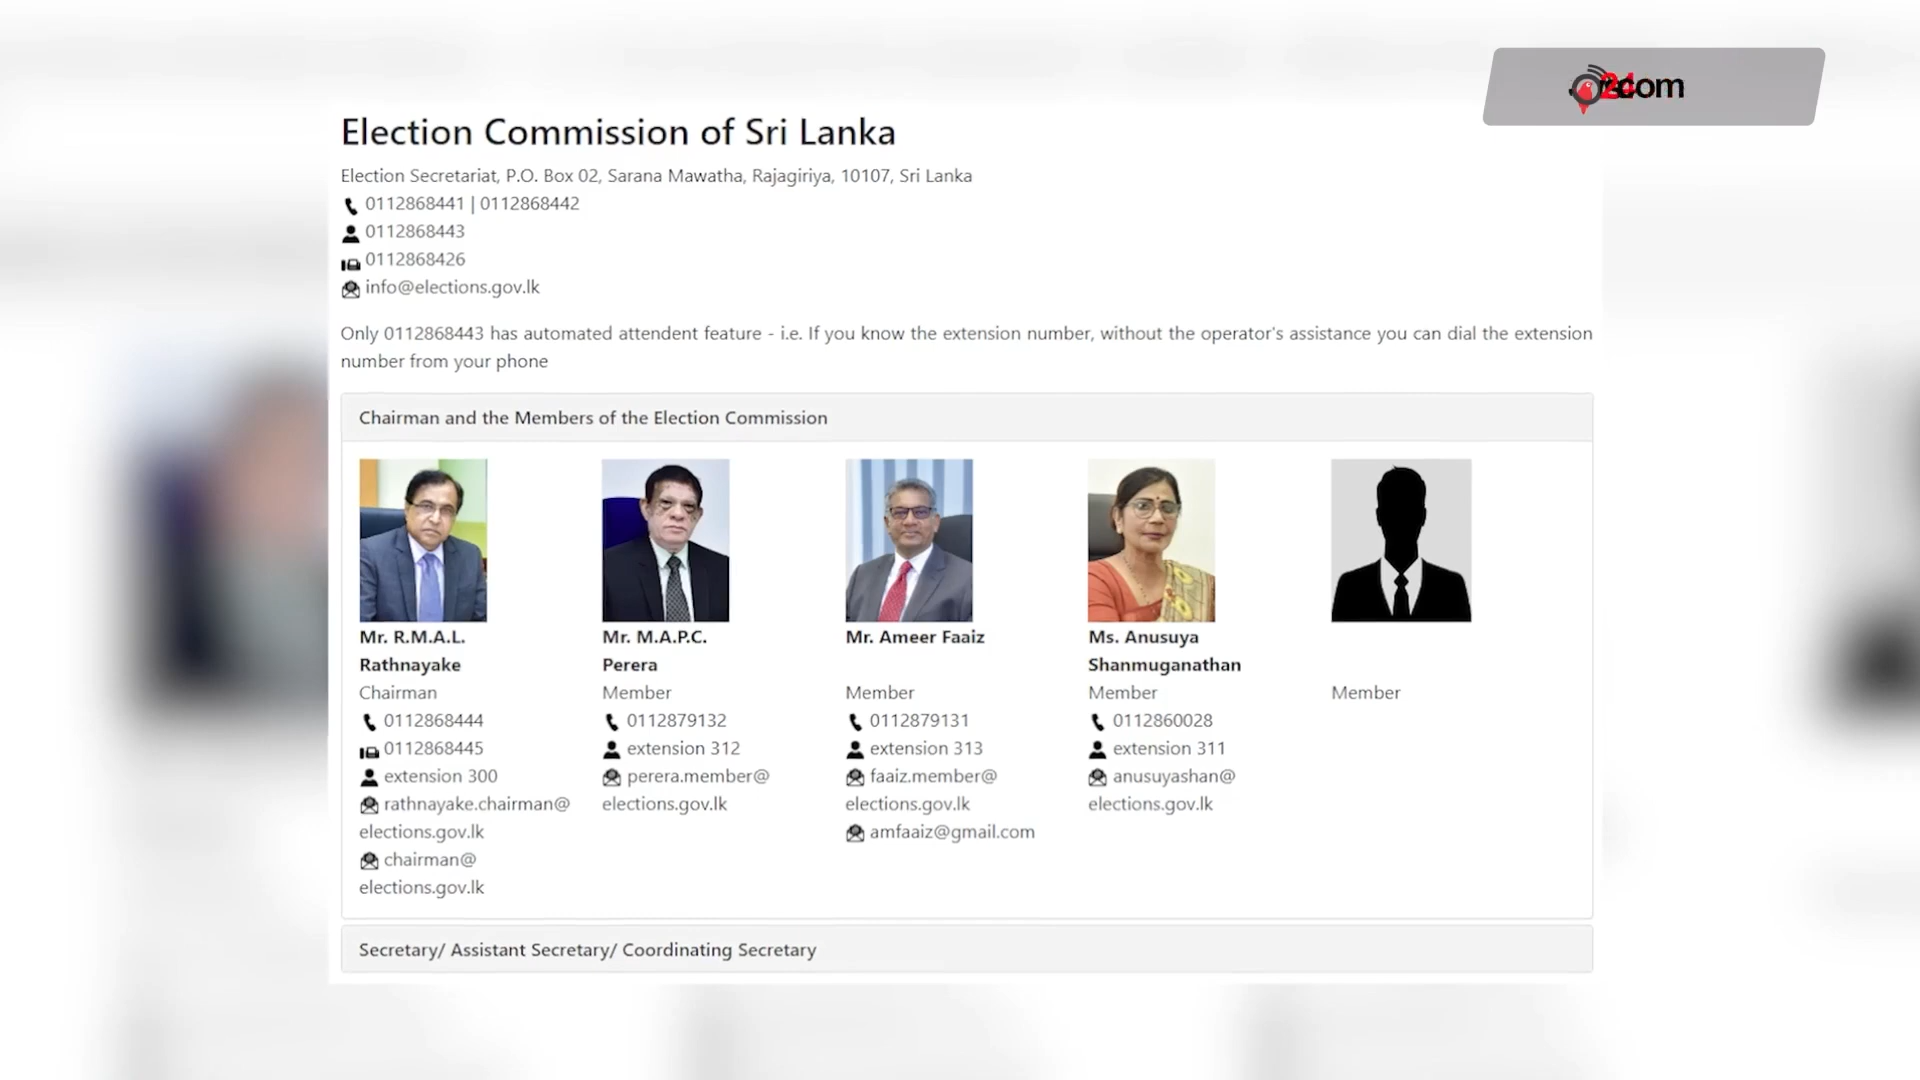 Election Commission of Sri Lanka
Election Secretariat, P.O. Box 02, Sarana Mawatha, Rajagiriya, 10107, Sri Lanka
0112868441 | 0112868442
0112868443
0112868426
info@elections.gov.lk
Only 0112868443 has automated attendent feature - i.e. If you know the extension number, without the operator's assistance you can dial the extension
number from your phone
Chairman and the Members of the Election Commission
Mr. R.M.A.L.
Rathnayake
Chairman
0112868444
0112868445
extension 300
rathnayake.chairman@
elections.gov.lk
chairman@
elections.gov.lk
Mr. M.A.P.C.
Perera
Member
0112879132
extension 312
perera.member@
elections.gov.lk
Mr. Ameer Faaiz
Member
0112879131
extension 313
faaiz.member@
elections.gov.lk
amfaaiz@gmail.com
Ms. Anusuya
Shanmuganathan
Member
0112860028
extension 311
anusuyashan@
elections.gov.lk
Member
Secretary/ Assistant Secretary/ Coordinating Secretary